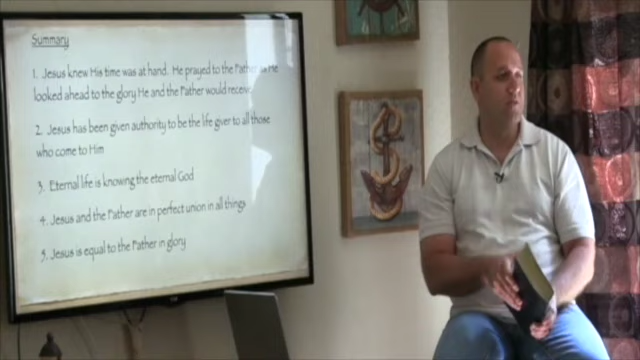 Summary
1. Jesus knew His time was at hand. He prayed to the Father as He
looked ahead to the glory He and the Father would receive
2. Jesus has been given authority to be the life giver to all those
who come to Him
3. Eternal life is knowing the eternal God
4. Jesus and the Father are in perfect union in all things
5. Jesus is equal to the Father in glory